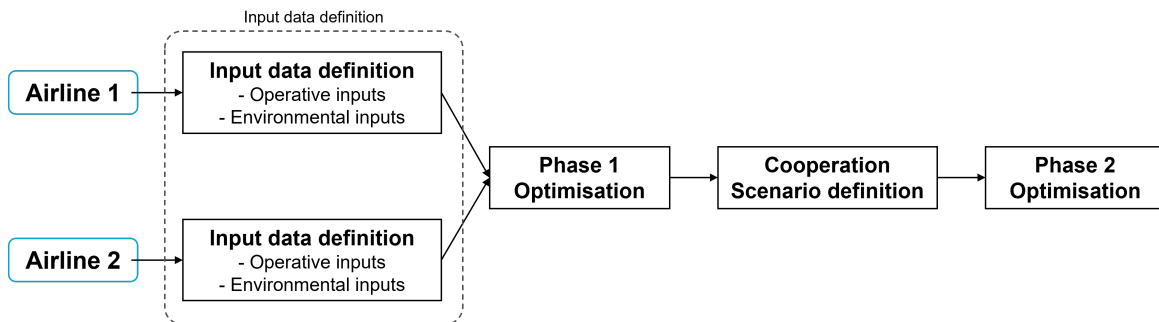 Input data definition
Airline 1
Input data definition
- Operative inputs
- Environmental inputs
Phase 1
Optimisation
Cooperation
Scenario definition
Phase 2
Optimisation
Airline 2
Input data definition
- Operative inputs
- Environmental inputs